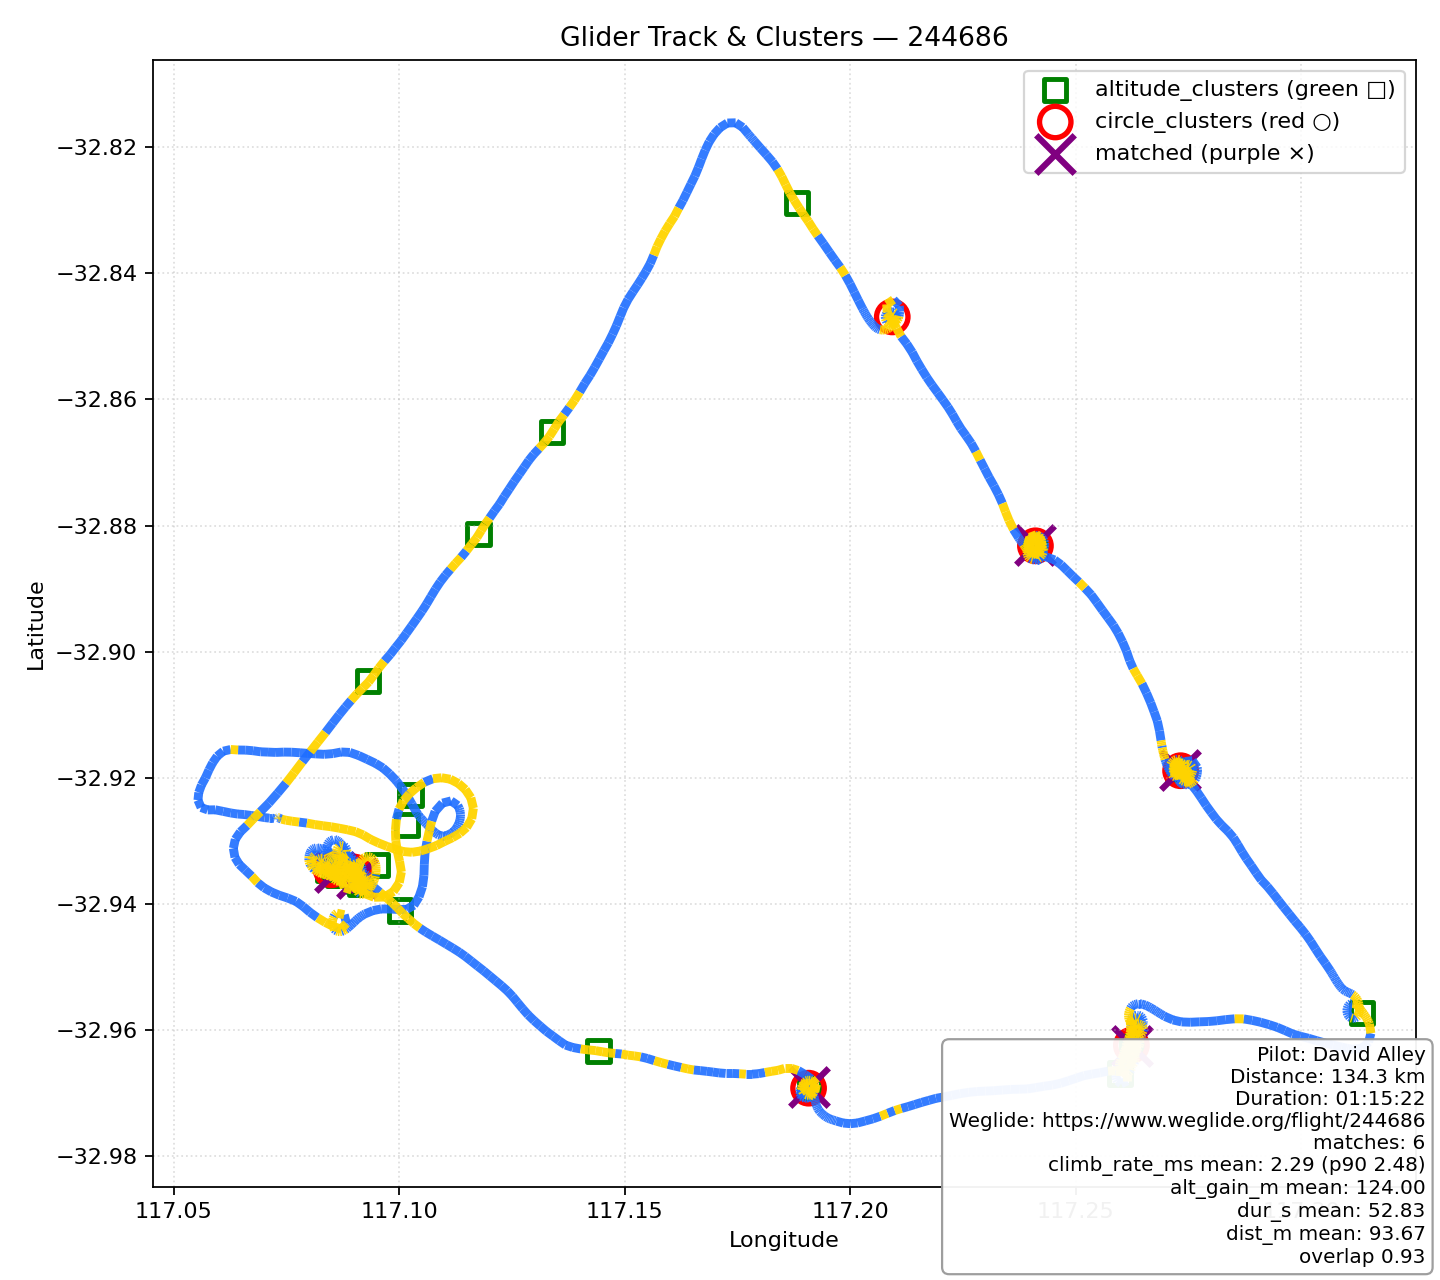 Glider Track & Clusters — 244686
altitude_clusters (green □)
circle_clusters (red ○)
matched (purple ×)
−32.82
−32.84
−32.86
−32.88
−32.90
−32.92
−32.94
−32.96
−32.98
Latitude
117.05
117.10
117.15
117.20
117.25
Longitude
Pilot: David Alley
Distance: 134.3 km
Duration: 01:15:22
Weglide: https://www.weglide.org/flight/244686
matches: 6
climb_rate_ms mean: 2.29 (p90 2.48)
alt_gain_m mean: 124.00
dur_s mean: 52.83
dist_m mean: 93.67
overlap 0.93